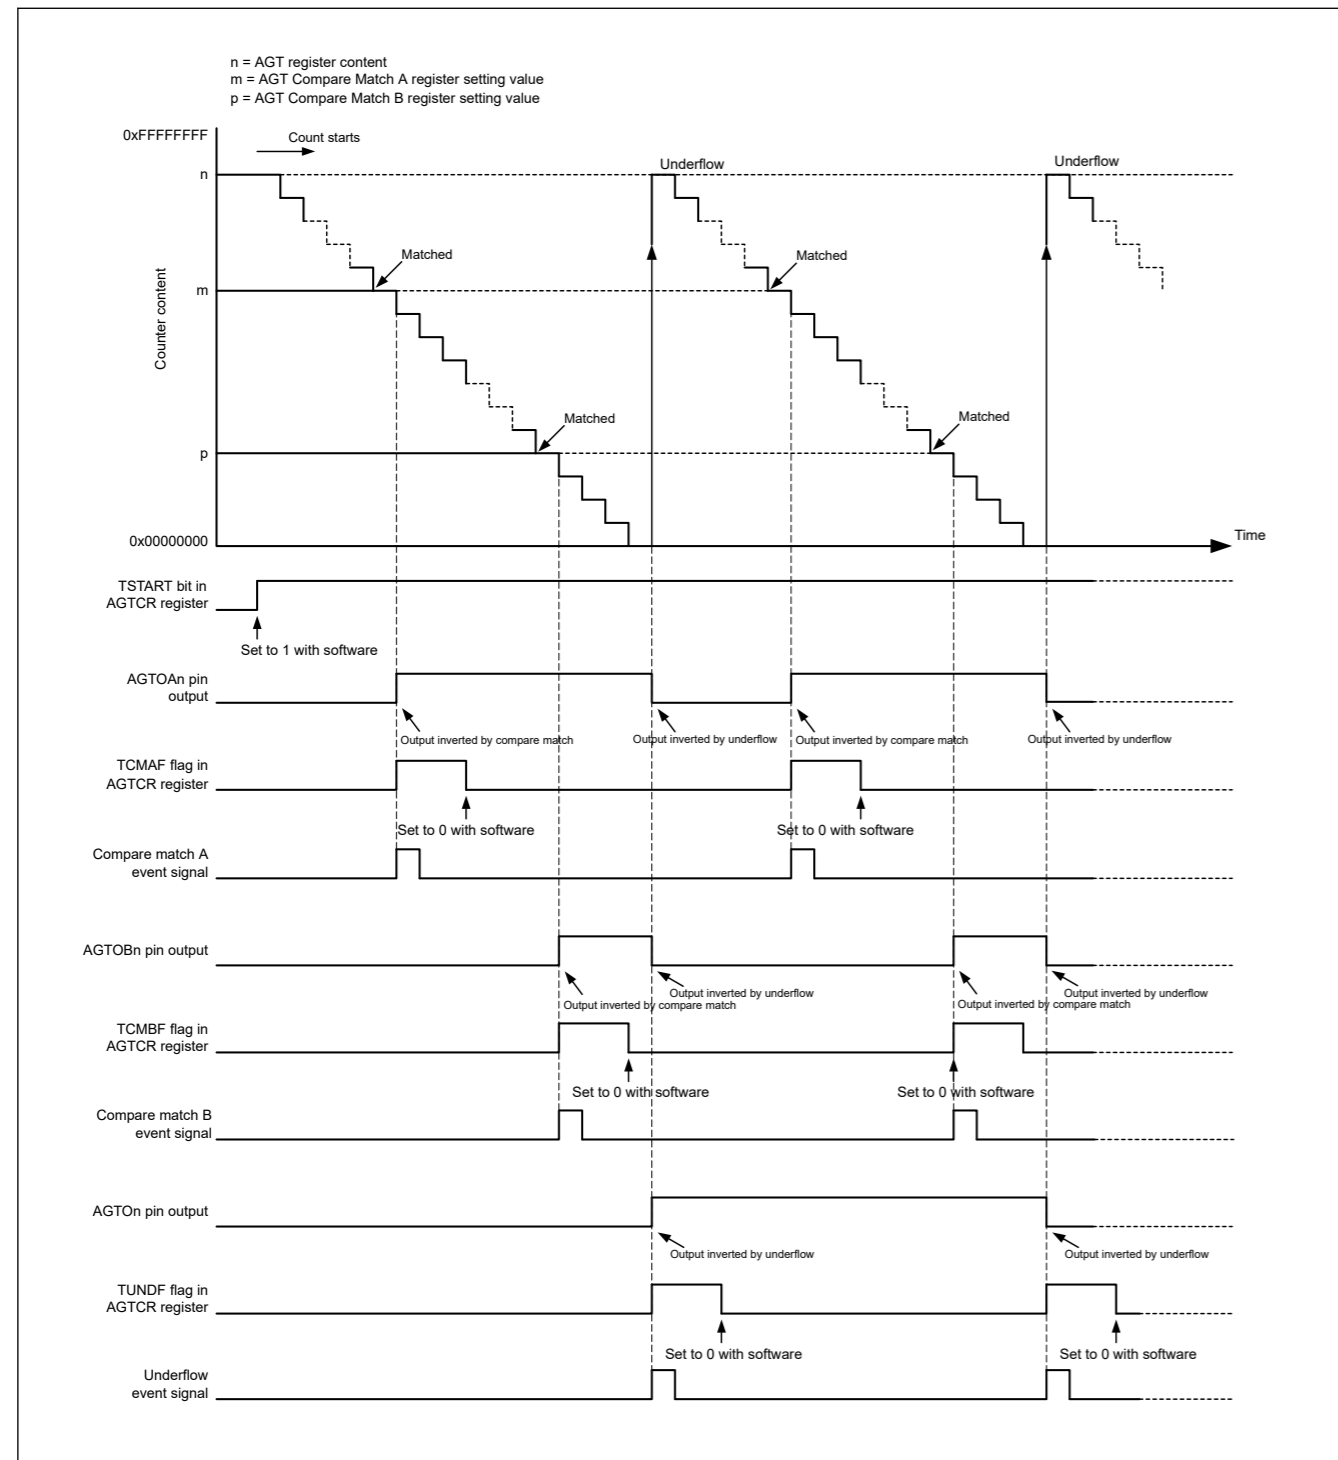 n = AGT register content
m = AGT Compare Match A register setting value
p = AGT Compare Match B register setting value
0xFFFFFFFF
Count starts
Underflow
Underflow
n
Matched
Matched
m
Counter content
Matched
Matched
p
0x00000000
Time
TSTART bit in
AGTCR register
Set to 1 with software
AGTOAn pin
output
Output inverted by compare match
Output inverted by underflow
Output inverted by compare match
Output inverted by underflow
TCMAF flag in
AGTCR register
Set to 0 with software
Set to 0 with software
Compare match A
event signal
AGTOBn pin output
Output inverted by underflow
Output inverted by underflow
Output inverted by compare match
Output inverted by compare match
TCMBF flag in
AGTCR register
Set to 0 with software
Set to 0 with software
Compare match B
event signal
AGTOn pin output
Output inverted by underflow
Output inverted by underflow
TUNDF flag in
AGTCR register
Set to 0 with software
Set to 0 with software
Underflow
event signal